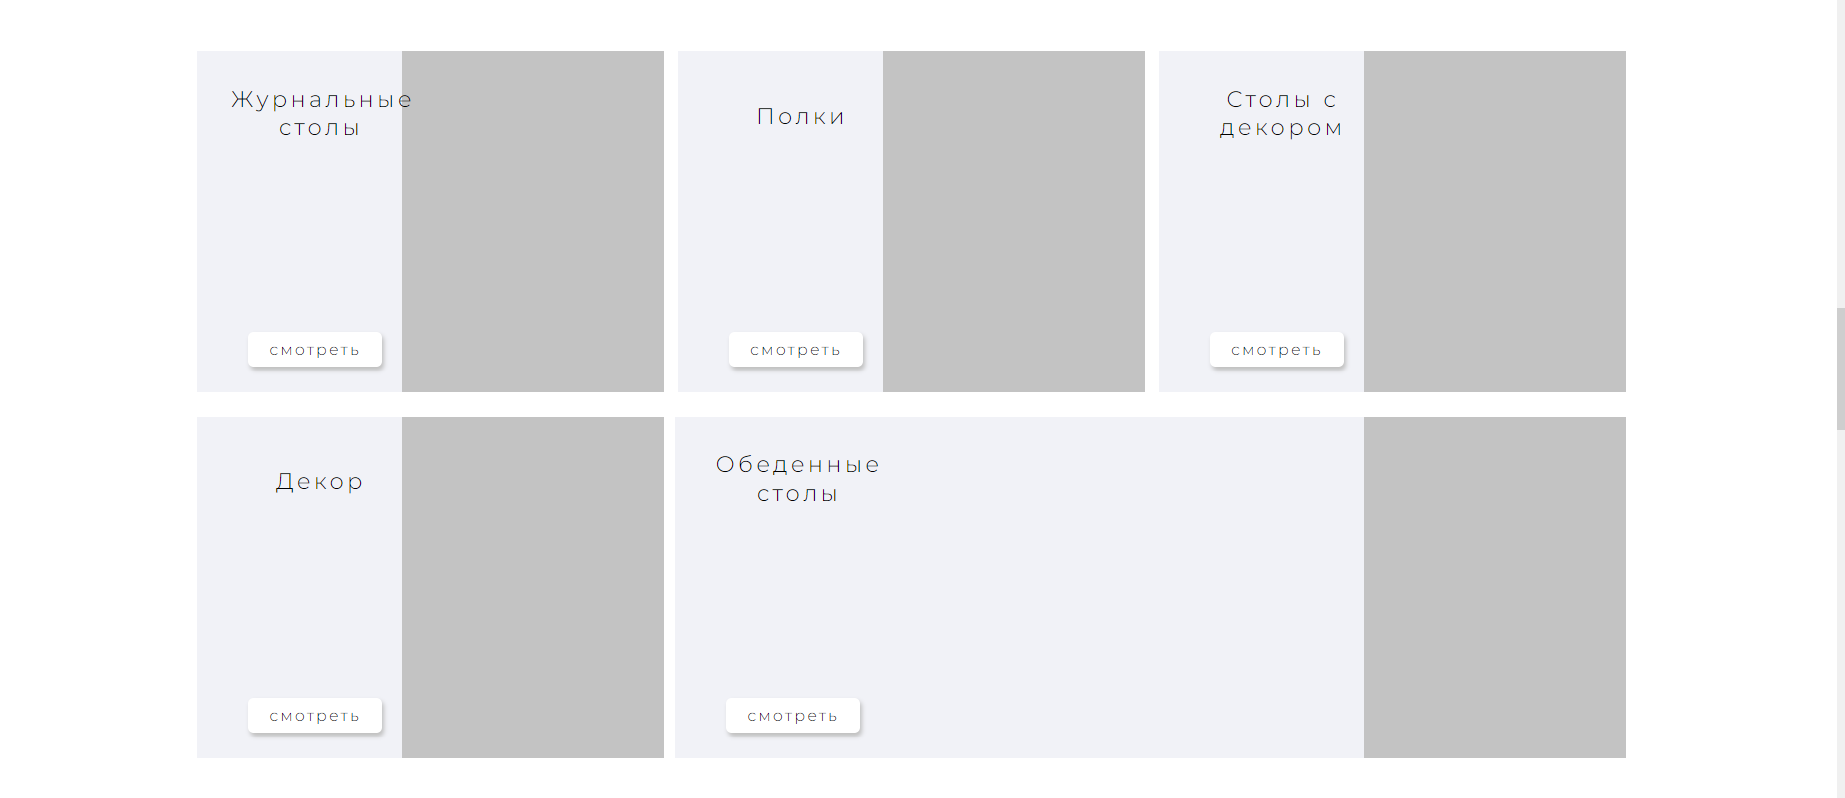 Журнальные
столы
Полки
Столы с
декором
смотреть
смотреть
смотреть
Декор
Обеденные
столы
смотреть
смотреть